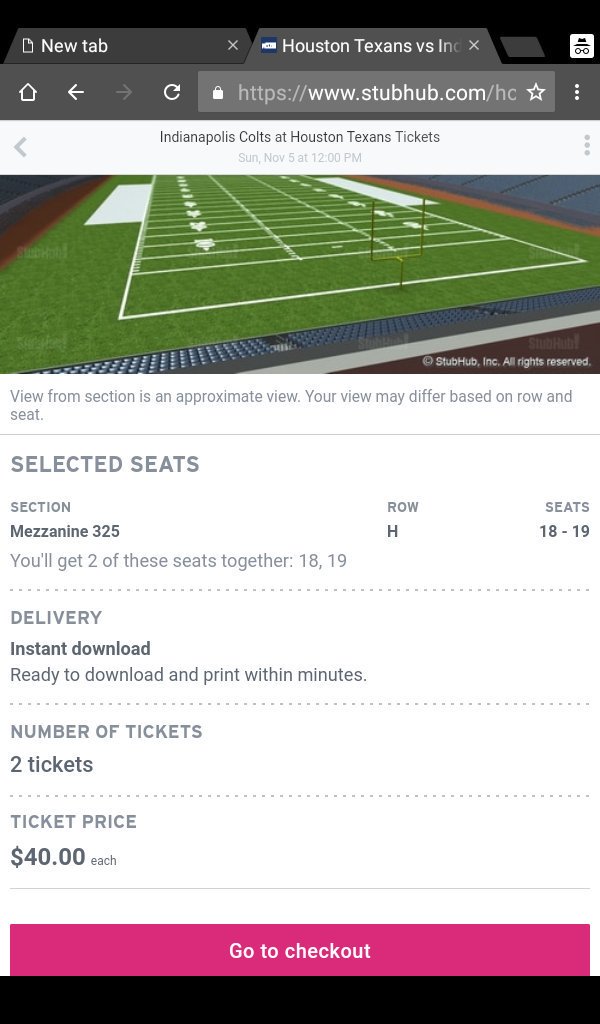 New tab
Houston Texans vs Ind
https://www.stubhub.com/hc
Indianapolis Colts at Houston Texans Tickets
Sun, Nov 5 at 12:00 PM
StubHub!
StubHub!
StubHub!
StubHub!
© StubHub, Inc. All rights reserved.
View from section is an approximate view. Your view may differ based on row and
seat.
SELECTED SEATS
SECTION ROW SEATS
Mezzanine 325 H 18 - 19
You'll get 2 of these seats together: 18, 19
DELIVERY
Instant download
Ready to download and print within minutes.
NUMBER OF TICKETS
2 tickets
TICKET PRICE
$40.00 each
Go to checkout